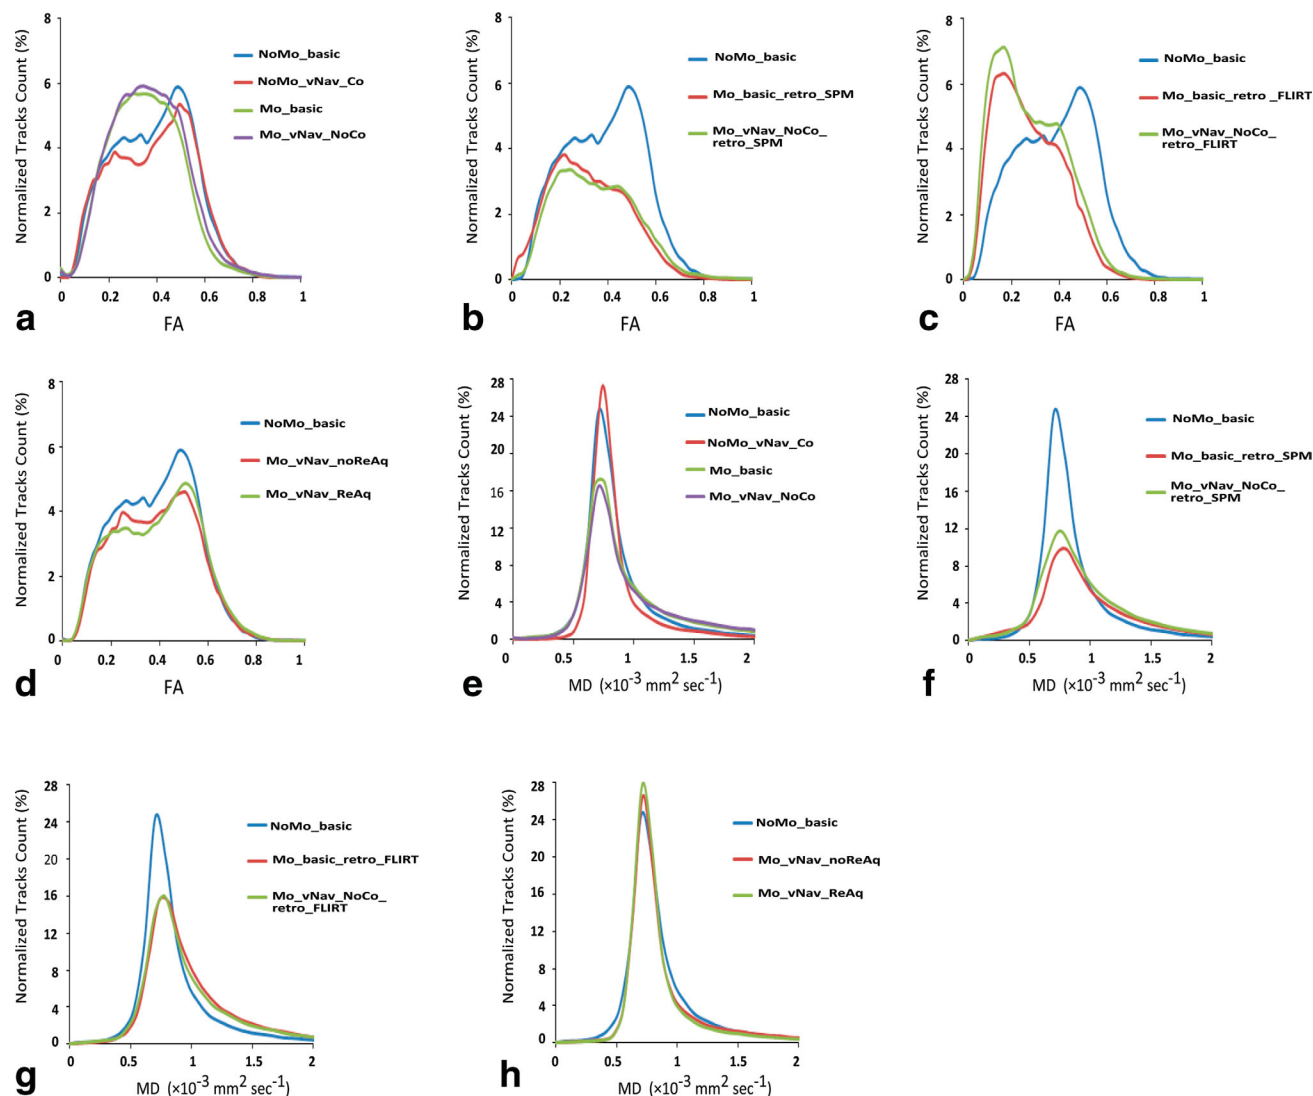 Normalized Tracks Count (%)
8
6
4
2
0
0 0.2 0.4 0.6 0.8 1
FA
NoMo_basic
NoMo_vNav_Co
Mo_basic
Mo_vNav_NoCo
a
Normalized Tracks Count (%)
8
6
4
2
0
0 0.2 0.4 0.6 0.8 1
FA
NoMo_basic
Mo_basic_retro_SPM
Mo_vNav_NoCo_
retro_SPM
b
Normalized Tracks Count (%)
8
6
4
2
0
0 0.2 0.4 0.6 0.8 1
FA
NoMo_basic
Mo_basic_retro _FLIRT
Mo_vNav_NoCo_
retro_FLIRT
c
Normalized Tracks Count (%)
8
6
4
2
0
0 0.2 0.4 0.6 0.8 1
FA
NoMo_basic
Mo_vNav_noReAq
Mo_vNav_ReAq
d
Normalized Tracks Count (%)
28
24
20
16
12
8
4
0
0 0.5 1 1.5 2
MD (×10⁻³ mm² sec⁻¹)
NoMo_basic
NoMo_vNav_Co
Mo_basic
Mo_vNav_NoCo
e
Normalized Tracks Count (%)
28
24
20
16
12
8
4
0
0 0.5 1 1.5 2
MD (×10⁻³ mm² sec⁻¹)
NoMo_basic
Mo_basic_retro_SPM
Mo_vNav_NoCo_
retro_SPM
f
Normalized Tracks Count (%)
28
24
20
16
12
8
4
0
0 0.5 1 1.5 2
MD (×10⁻³ mm² sec⁻¹)
NoMo_basic
Mo_basic_retro_FLIRT
Mo_vNav_NoCo_
retro_FLIRT
g
Normalized Tracks Count (%)
28
24
20
16
12
8
4
0
0 0.5 1 1.5 2
MD (×10⁻³ mm² sec⁻¹)
NoMo_basic
Mo_vNav_noReAq
Mo_vNav_ReAq
h